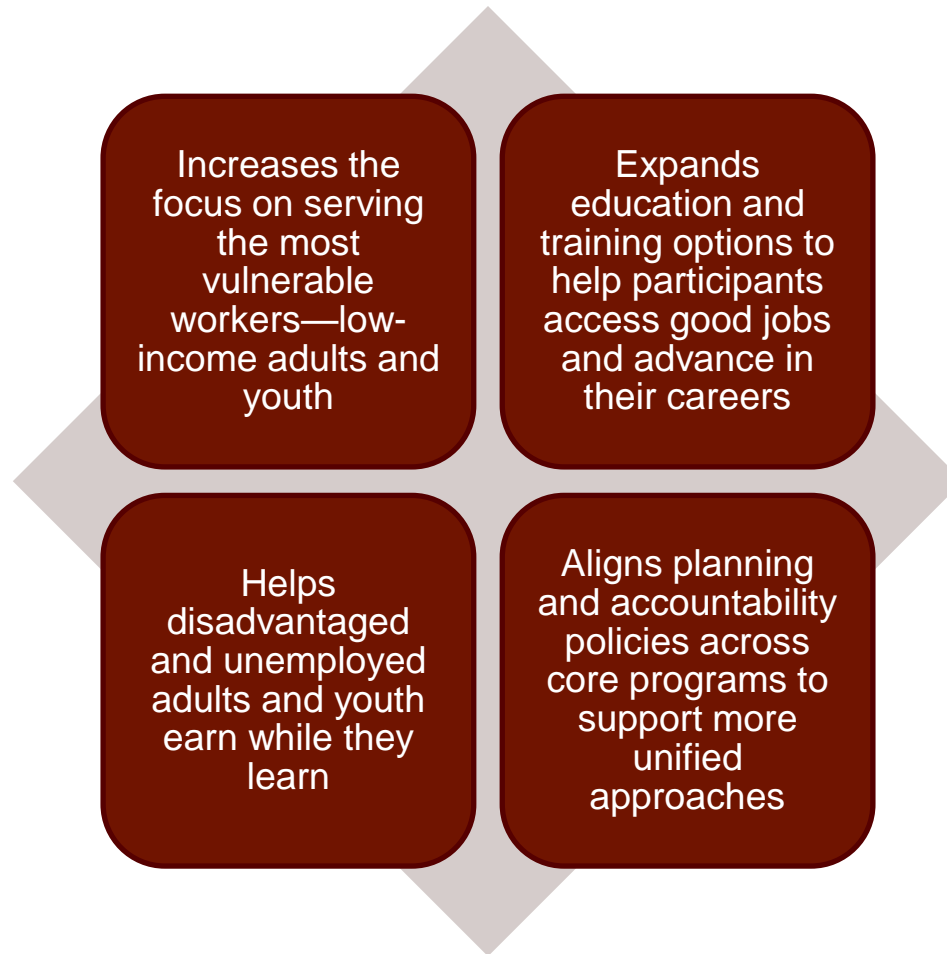 Increases the
focus on serving
the most
vulnerable
workers—low-
income adults and
youth
Expands
education and
training options to
help participants
access good jobs
and advance in
their careers
Helps
disadvantaged
and unemployed
adults and youth
earn while they
learn
Aligns planning
and accountability
policies across
core programs to
support more
unified
approaches